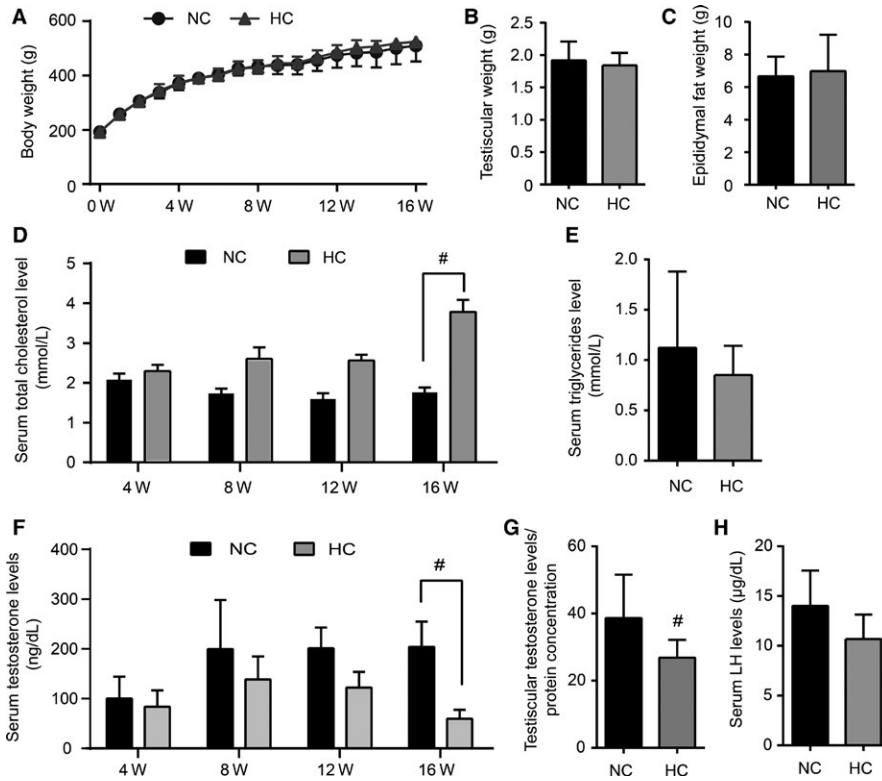 A
NC
HC
Body weight (g)
600
400
200
0
0 W
4 W
8 W
12 W
16 W
B
Testiscular weight (g)
2.5
2.0
1.5
1.0
0.5
0
NC
HC
C
Epididymal fat weight (g)
10
8
6
4
2
0
NC
HC
D
NC
HC
Serum total cholesterol level
(mmol/L)
5
4
3
2
1
0
#
4 W
8 W
12 W
16 W
E
Serum triglycerides level
(mmol/L)
2.0
1.5
1.0
0.5
0.0
NC
HC
F
NC
HC
Serum testosterone levels
(ng/dL)
400
300
200
100
0
#
4 W
8 W
12 W
16 W
G
Testiscular testosterone levels/
protein concentration
60
40
20
0
#
NC
HC
H
Serum LH levels (µg/dL)
20
15
10
5
0
NC
HC